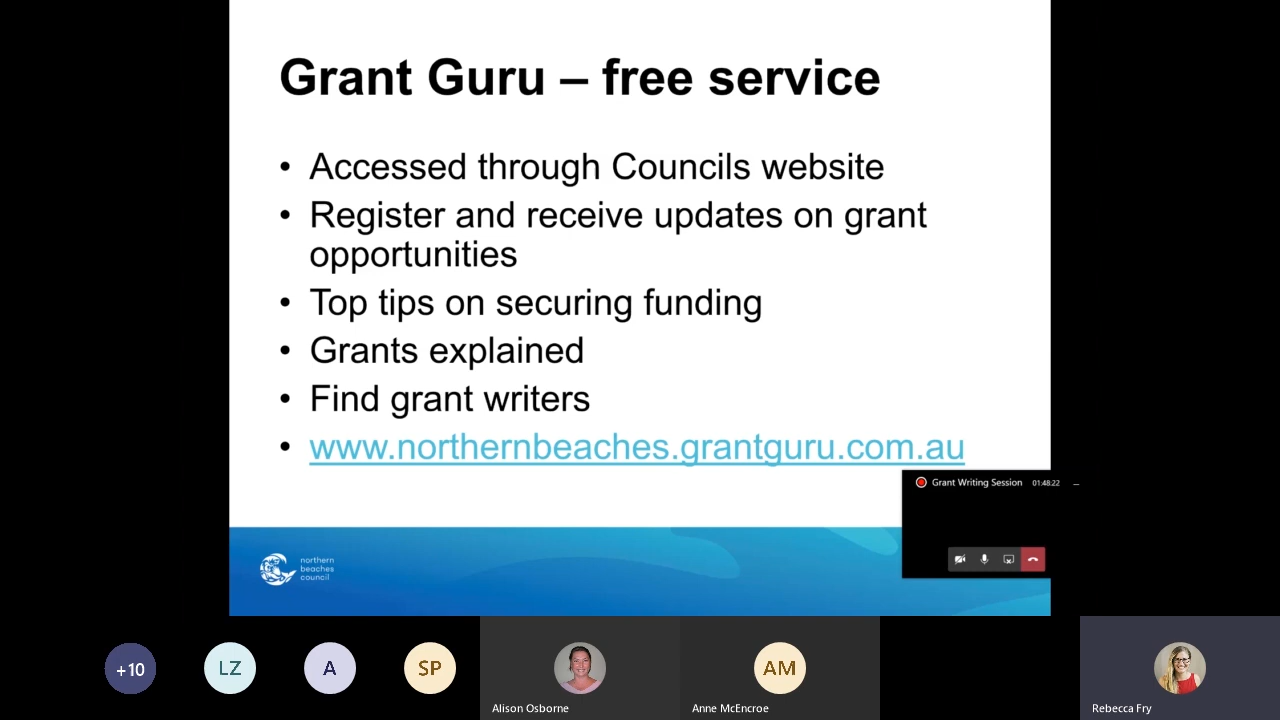 Grant Guru – free service
• Accessed through Councils website
• Register and receive updates on grant
opportunities
• Top tips on securing funding
• Grants explained
• Find grant writers
• www.northernbeaches.grantguru.com.au
Grant Writing Session 01:48:22
northern
beaches
council
+10
LZ
A
SP
AM
Alison Osborne
Anne McEncroe
Rebecca Fry